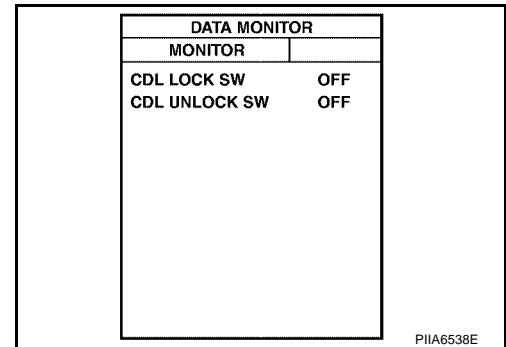 DATA MONITOR
MONITOR
CDL LOCK SW OFF
CDL UNLOCK SW OFF
PIIA6538E